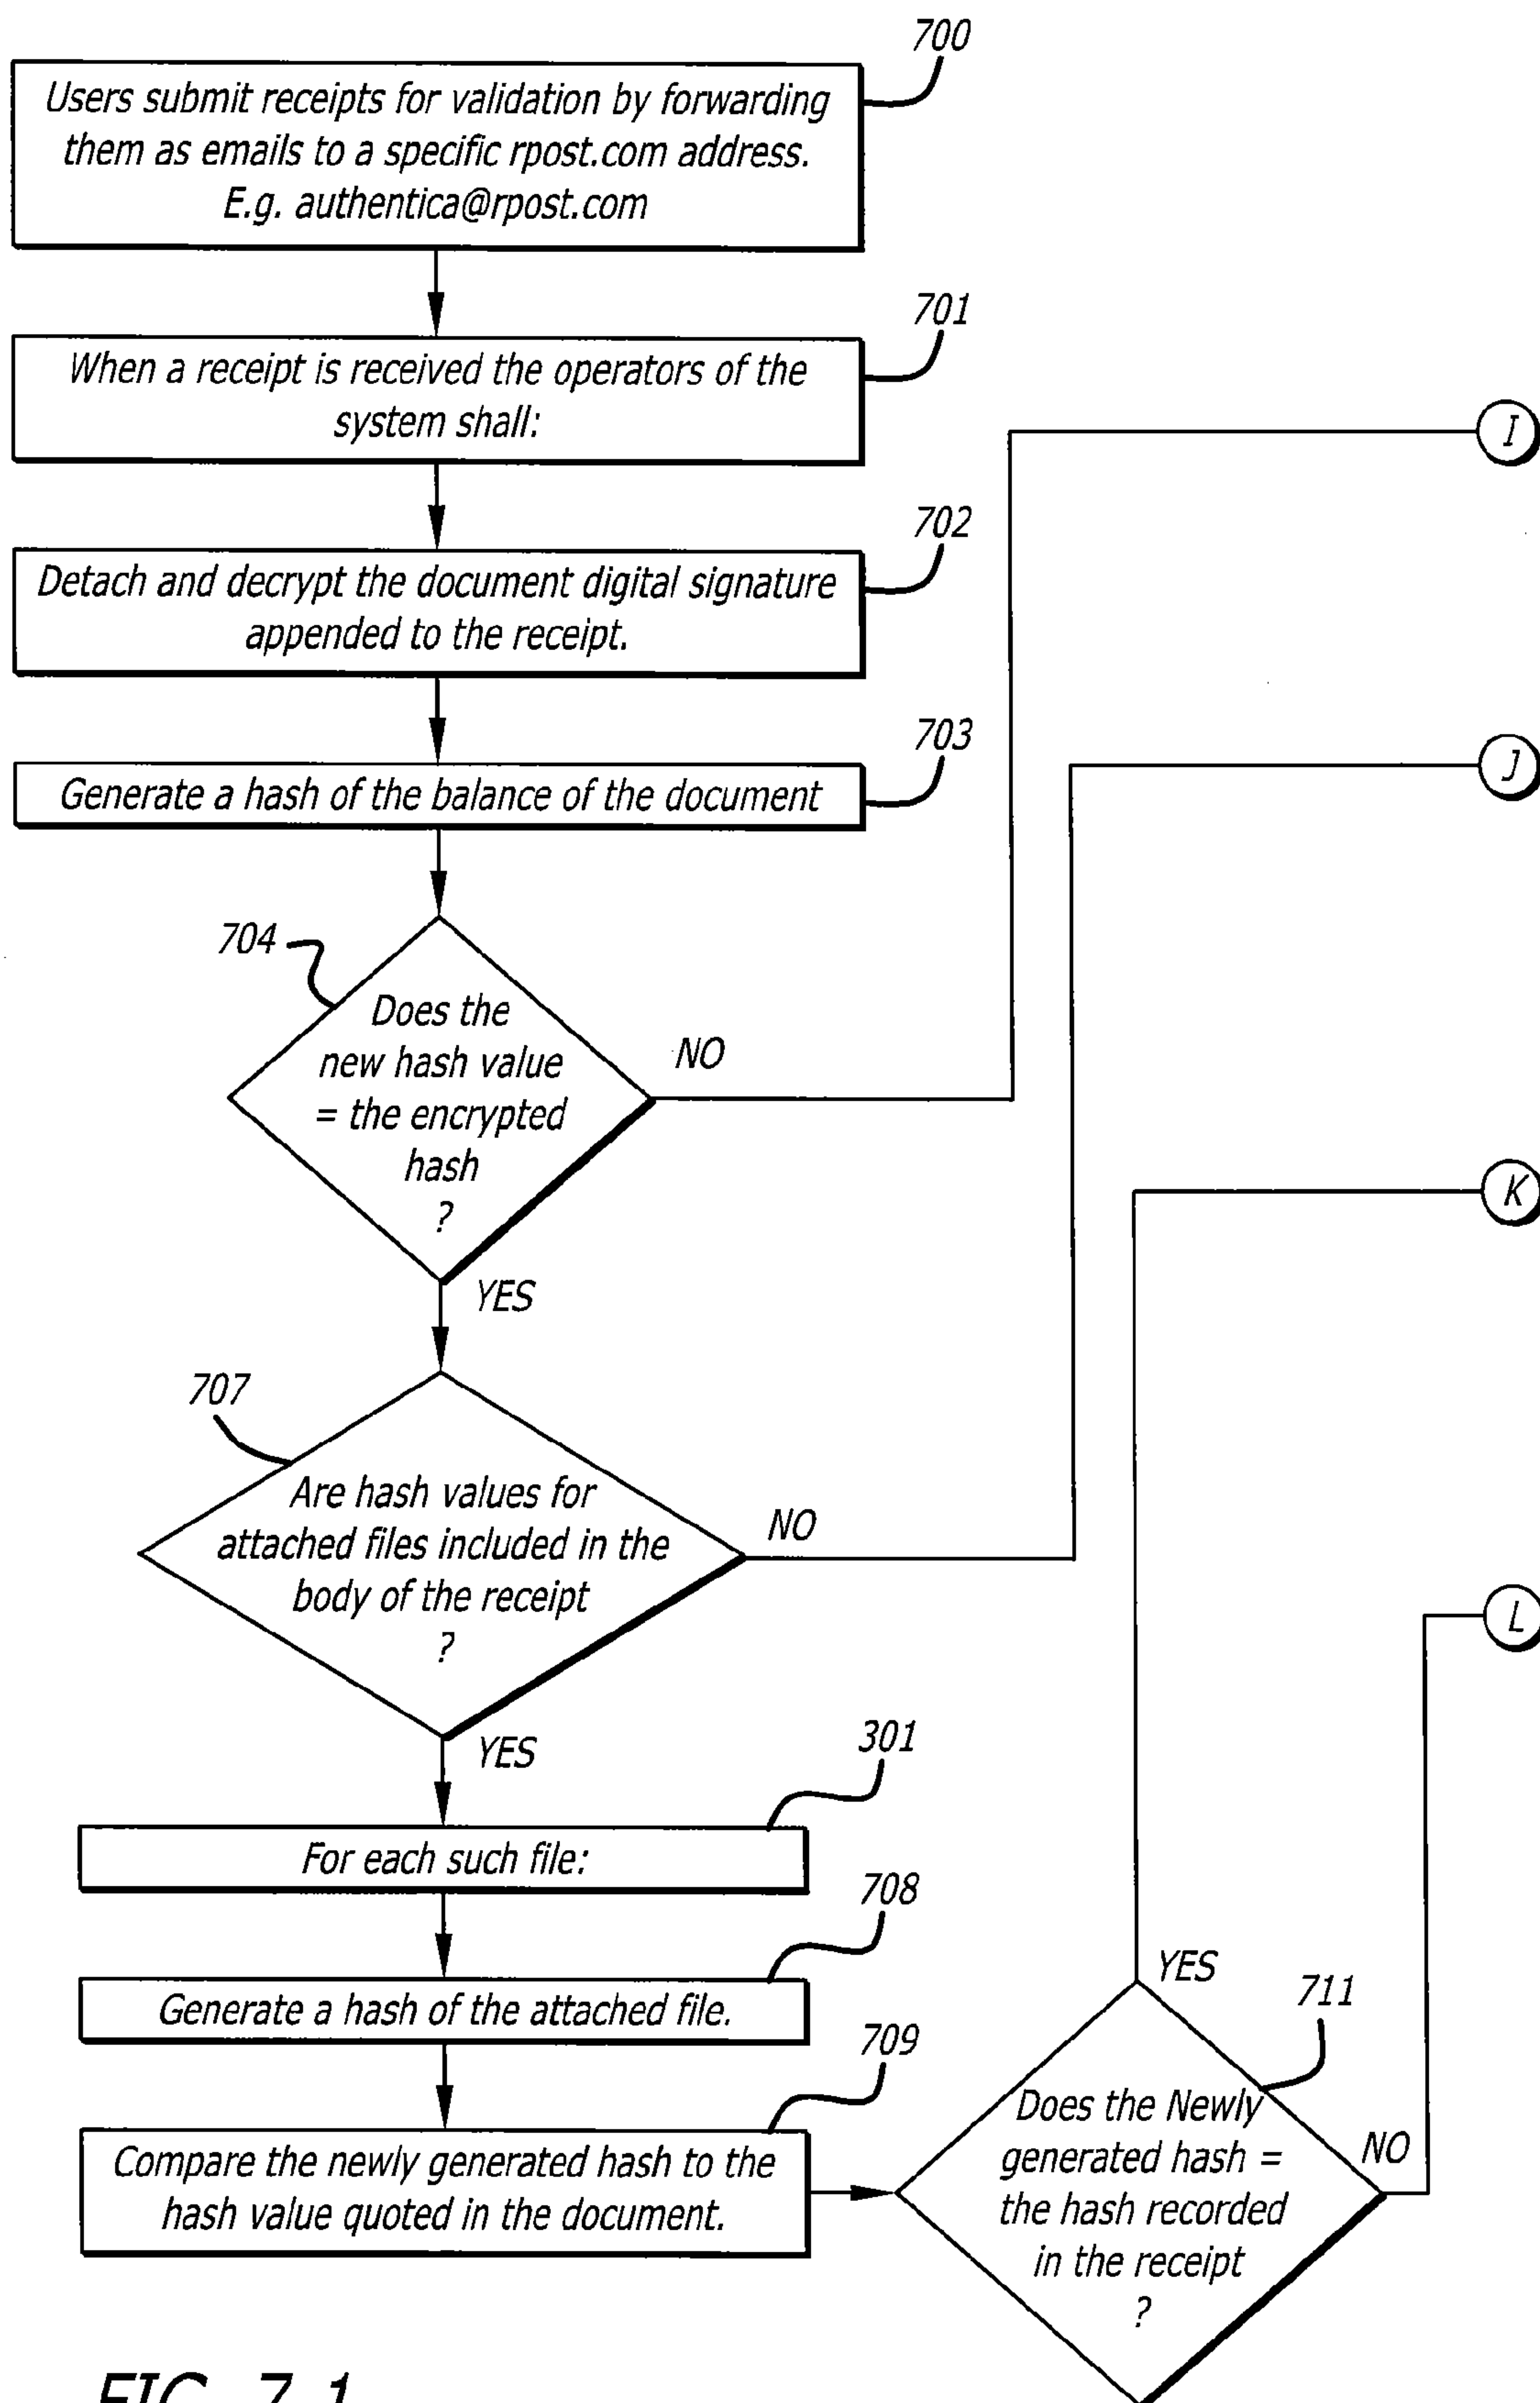 700
Users submit receipts for validation by forwarding
them as emails to a specific rpost.com address.
E.g. authentica@rpost.com
701
When a receipt is received the operators of the
system shall:
I
702
Detach and decrypt the document digital signature
appended to the receipt.
703
Generate a hash of the balance of the document
J
704
Does the
new hash value
= the encrypted
hash
?
NO
YES
K
707
Are hash values for
attached files included in the
body of the receipt
?
NO
YES
L
301
For each such file:
708
Generate a hash of the attached file.
709
Compare the newly generated hash to the
hash value quoted in the document.
YES
711
Does the Newly
generated hash =
the hash recorded
in the receipt
?
NO
FIG. 7-1